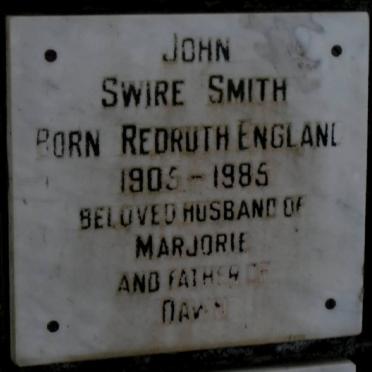 JOHN
SWIRE SMITH
BORN REDRUTH ENGLAND
1905 - 1985
BELOVED HUSBAND OF
MARJORIE
AND FATHER OF